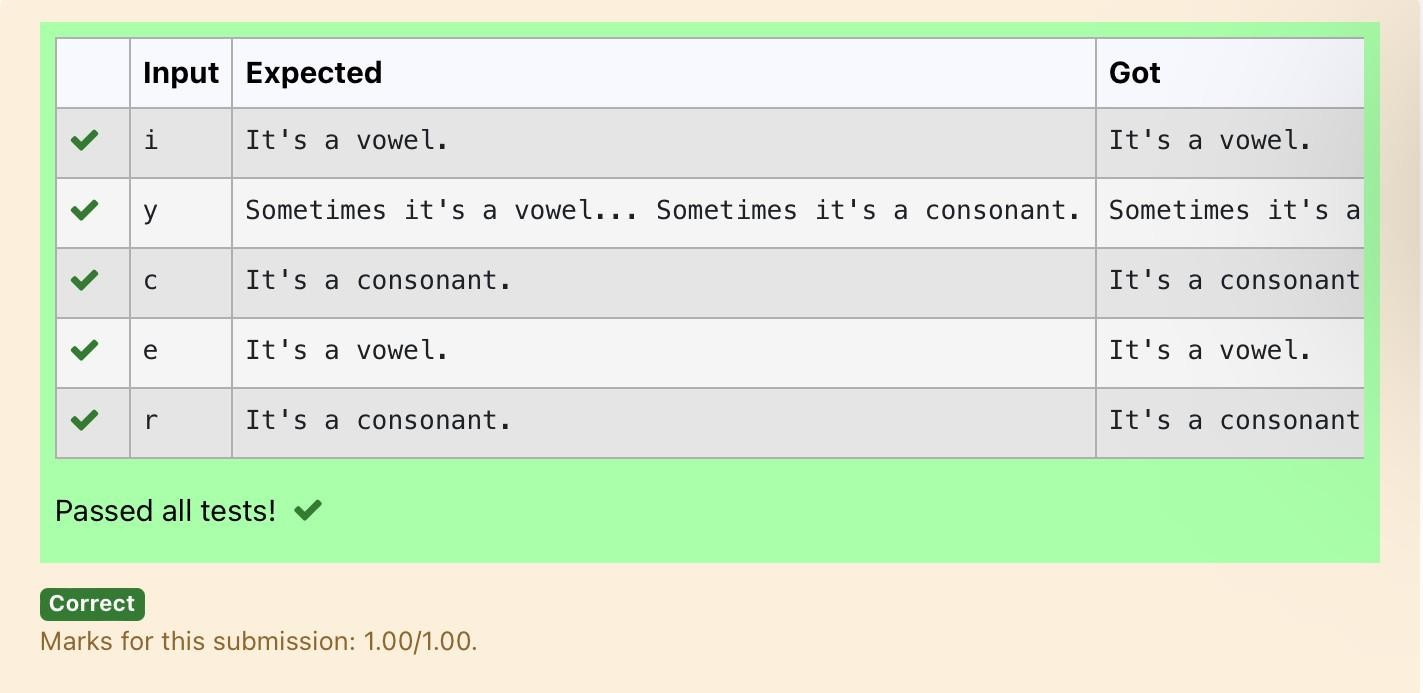 Input Expected Got
i It's a vowel. It's a vowel.
y Sometimes it's a vowel... Sometimes it's a consonant. Sometimes it's a
c It's a consonant. It's a consonant
e It's a vowel. It's a vowel.
r It's a consonant. It's a consonant
Passed all tests!
Correct
Marks for this submission: 1.00/1.00.